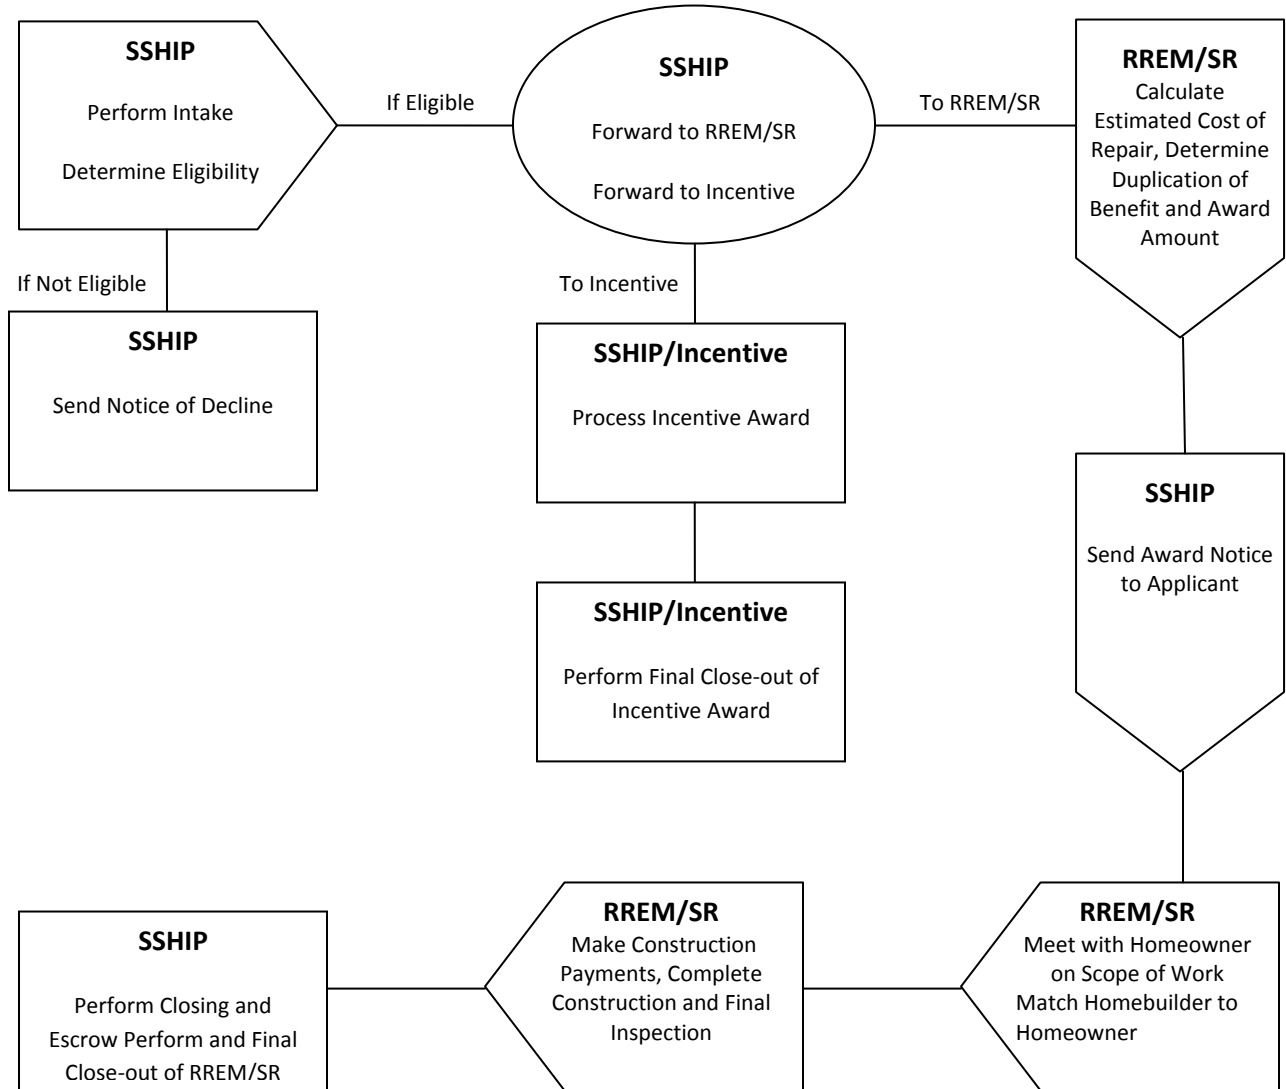 SSHIP
Perform Intake
Determine Eligibility
If Eligible
SSHIP
Forward to RREM/SR
Forward to Incentive
To RREM/SR
RREM/SR
Calculate
Estimated Cost of
Repair, Determine
Duplication of
Benefit and Award
Amount
If Not Eligible
SSHIP
Send Notice of Decline
To Incentive
SSHIP/Incentive
Process Incentive Award
SSHIP/Incentive
Perform Final Close-out of
Incentive Award
SSHIP
Send Award Notice
to Applicant
RREM/SR
Meet with Homeowner
on Scope of Work
Match Homebuilder to
Homeowner
RREM/SR
Make Construction
Payments, Complete
Construction and Final
Inspection
SSHIP
Perform Closing and
Escrow Perform and Final
Close-out of RREM/SR